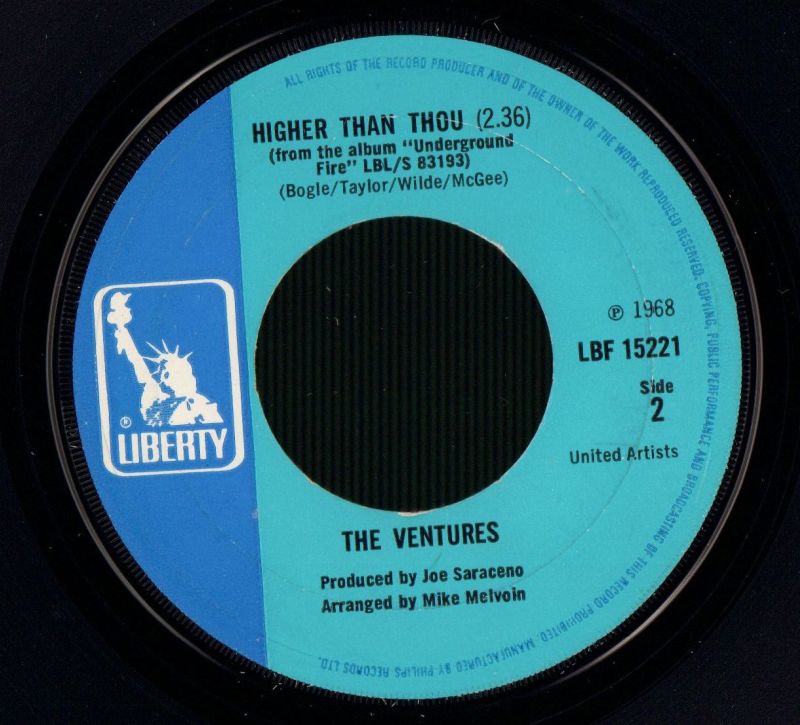 ALL RIGHTS OF THE RECORD PRODUCER AND OF THE OWNER OF THE WORK REPRODUCED RESERVED. COPYING, PUBLIC PERFORMANCE AND BROADCASTING OF THIS RECORD PROHIBITED. MANUFACTURED BY PHILIPS RECORDS LTD.
HIGHER THAN THOU (2.36)
(from the album "Underground
Fire" LBL/S 83193)
(Bogle/Taylor/Wilde/McGee)
℗ 1968
LBF 15221
Side
2
United Artists
®
LIBERTY
THE VENTURES
Produced by Joe Saraceno
Arranged by Mike Melvoin